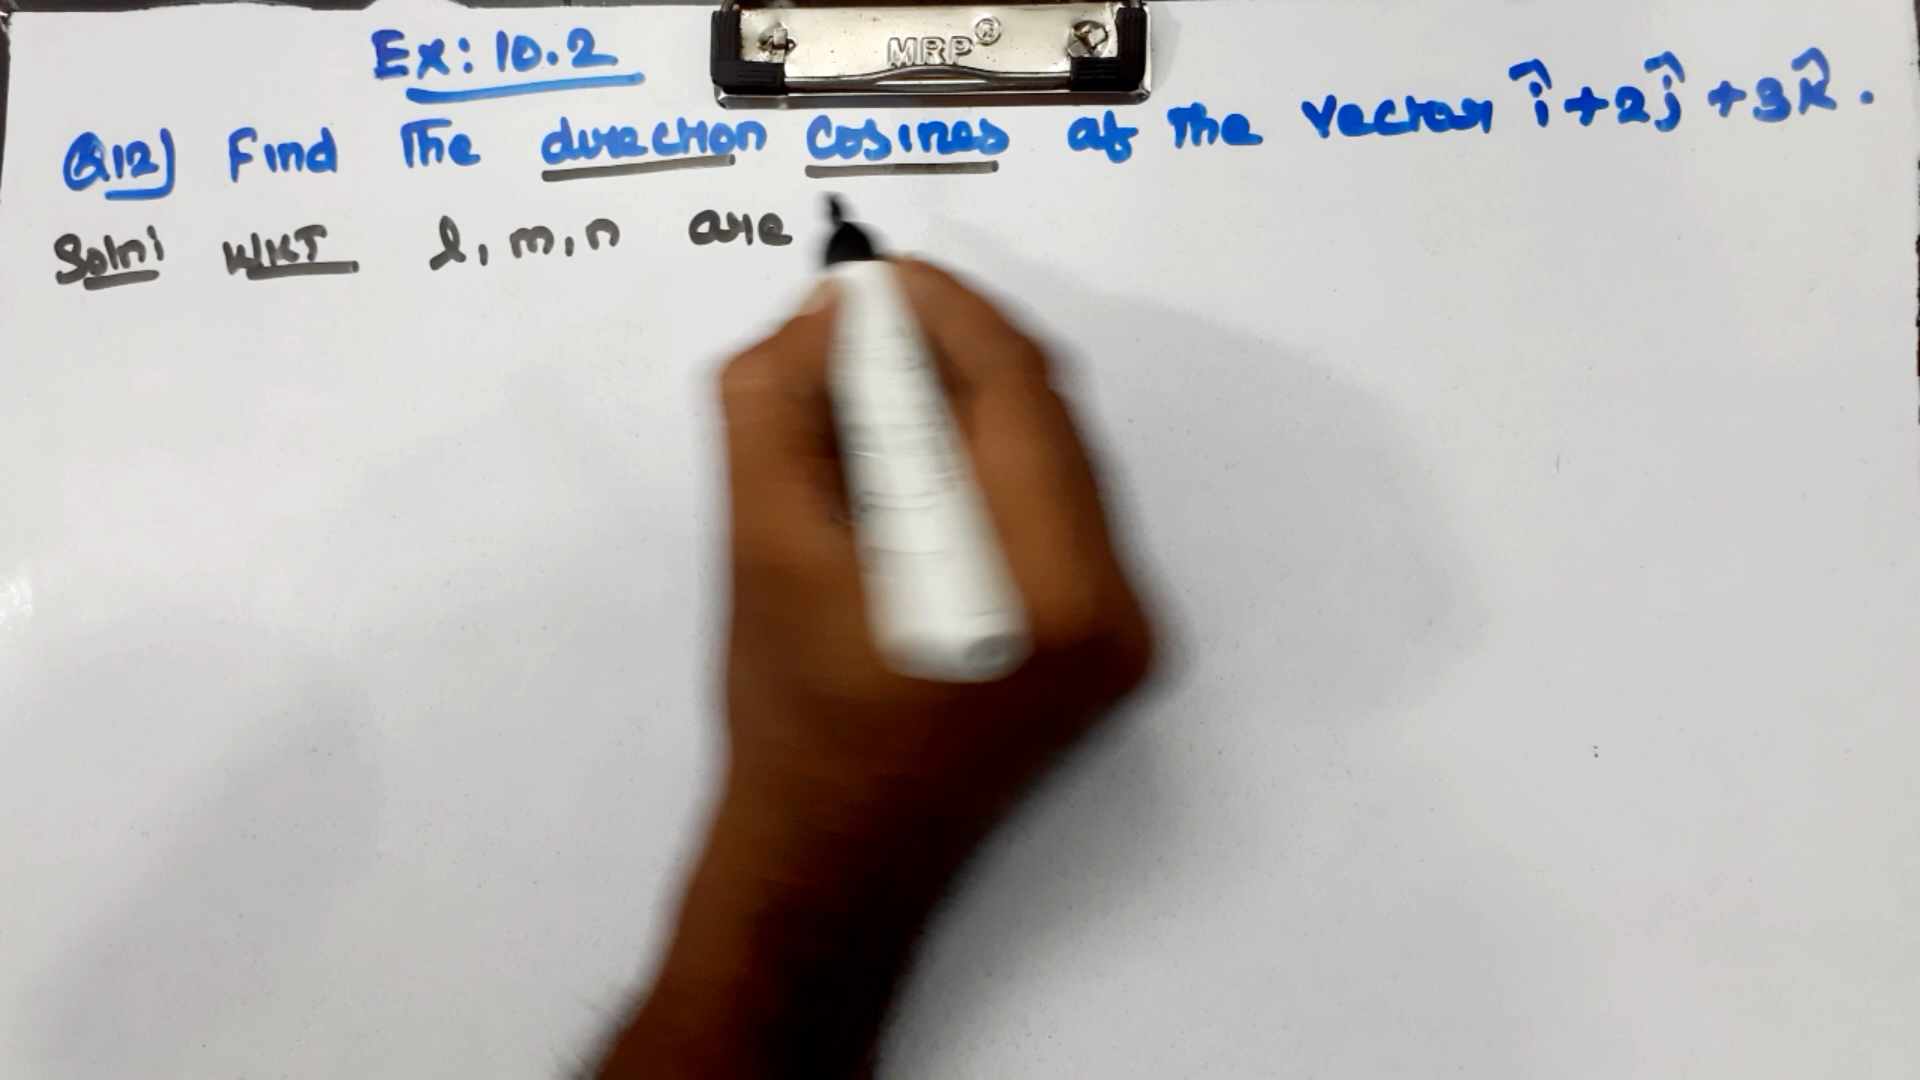 MRP®
Ex: 10.2
Q12) Find The direction cosines of The vector î+2ĵ+3k̂.
Soln: WKT l, m, n are